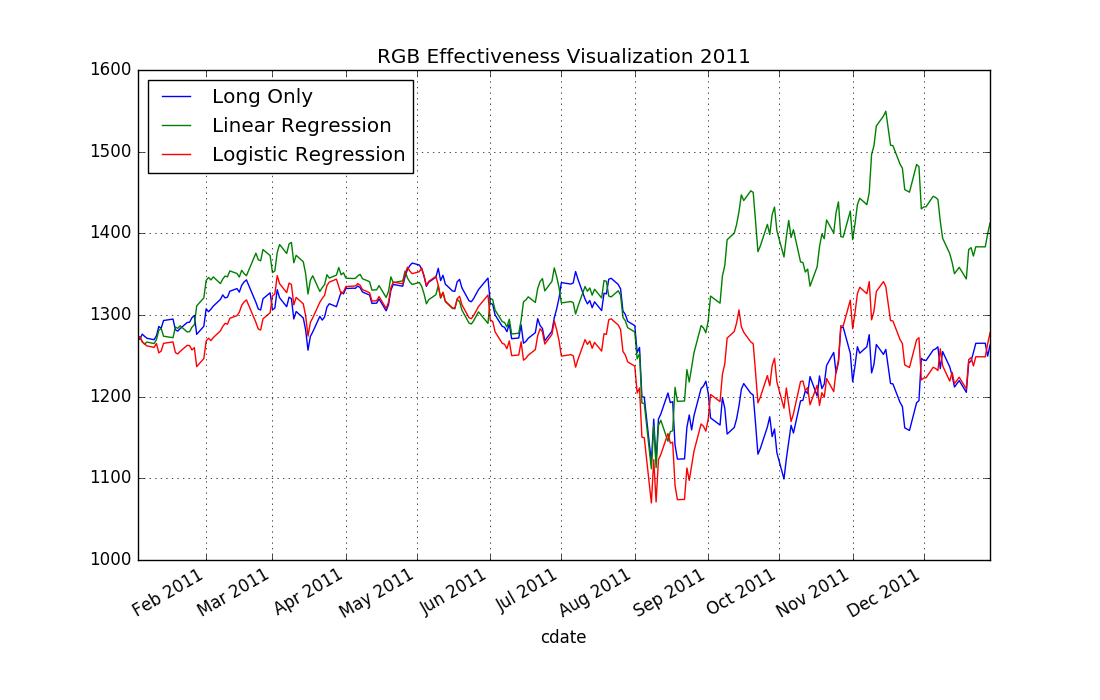 RGB Effectiveness Visualization 2011
1600
1500
1400
1300
1200
1100
1000
Long Only
Linear Regression
Logistic Regression
Feb 2011
Mar 2011
Apr 2011
May 2011
Jun 2011
Jul 2011
Aug 2011
Sep 2011
Oct 2011
Nov 2011
Dec 2011
cdate